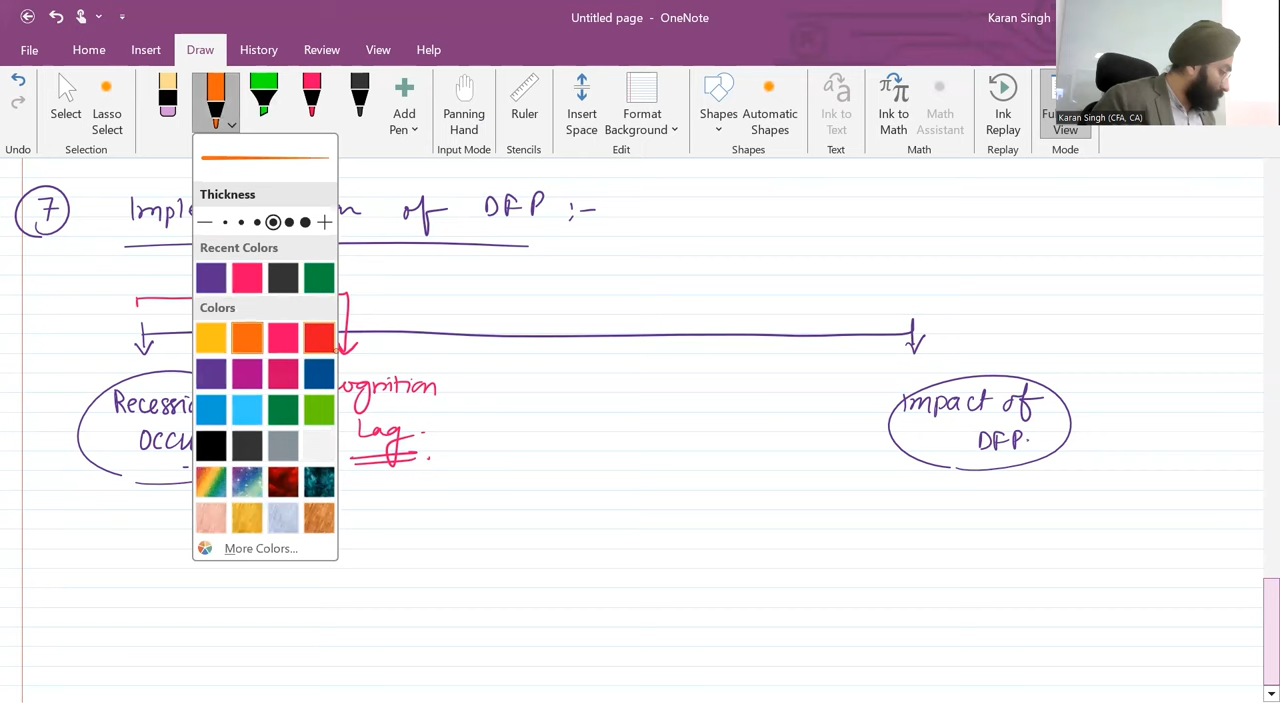 Untitled page - OneNote
Karan Singh
File Home Insert Draw History Review View Help
Select
Lasso Select
Add Pen
Panning Hand
Ruler
Insert Space
Format Background
Shapes
Automatic Shapes
Ink to Text
Ink to Math
Math Assistant
Ink Replay
View
Karan Singh (CFA, CA)
Undo Selection Input Mode Stencils Edit Shapes Text Math Replay Mode
Thickness
Recent Colors
Colors
More Colors...
7 Imple n of DFP :-
Recessi
Occu
ognition
Lag.
Impact of
DFP.